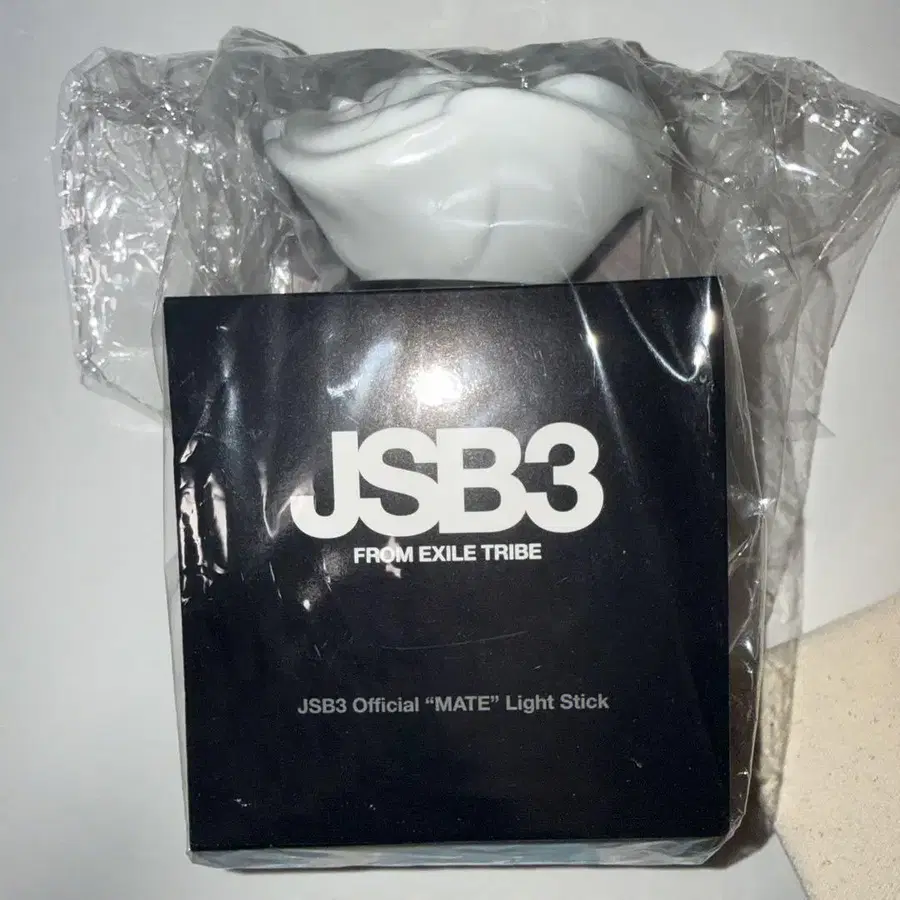 JSB3
FROM EXILE TRIBE
JSB3 Official “MATE” Light Stick